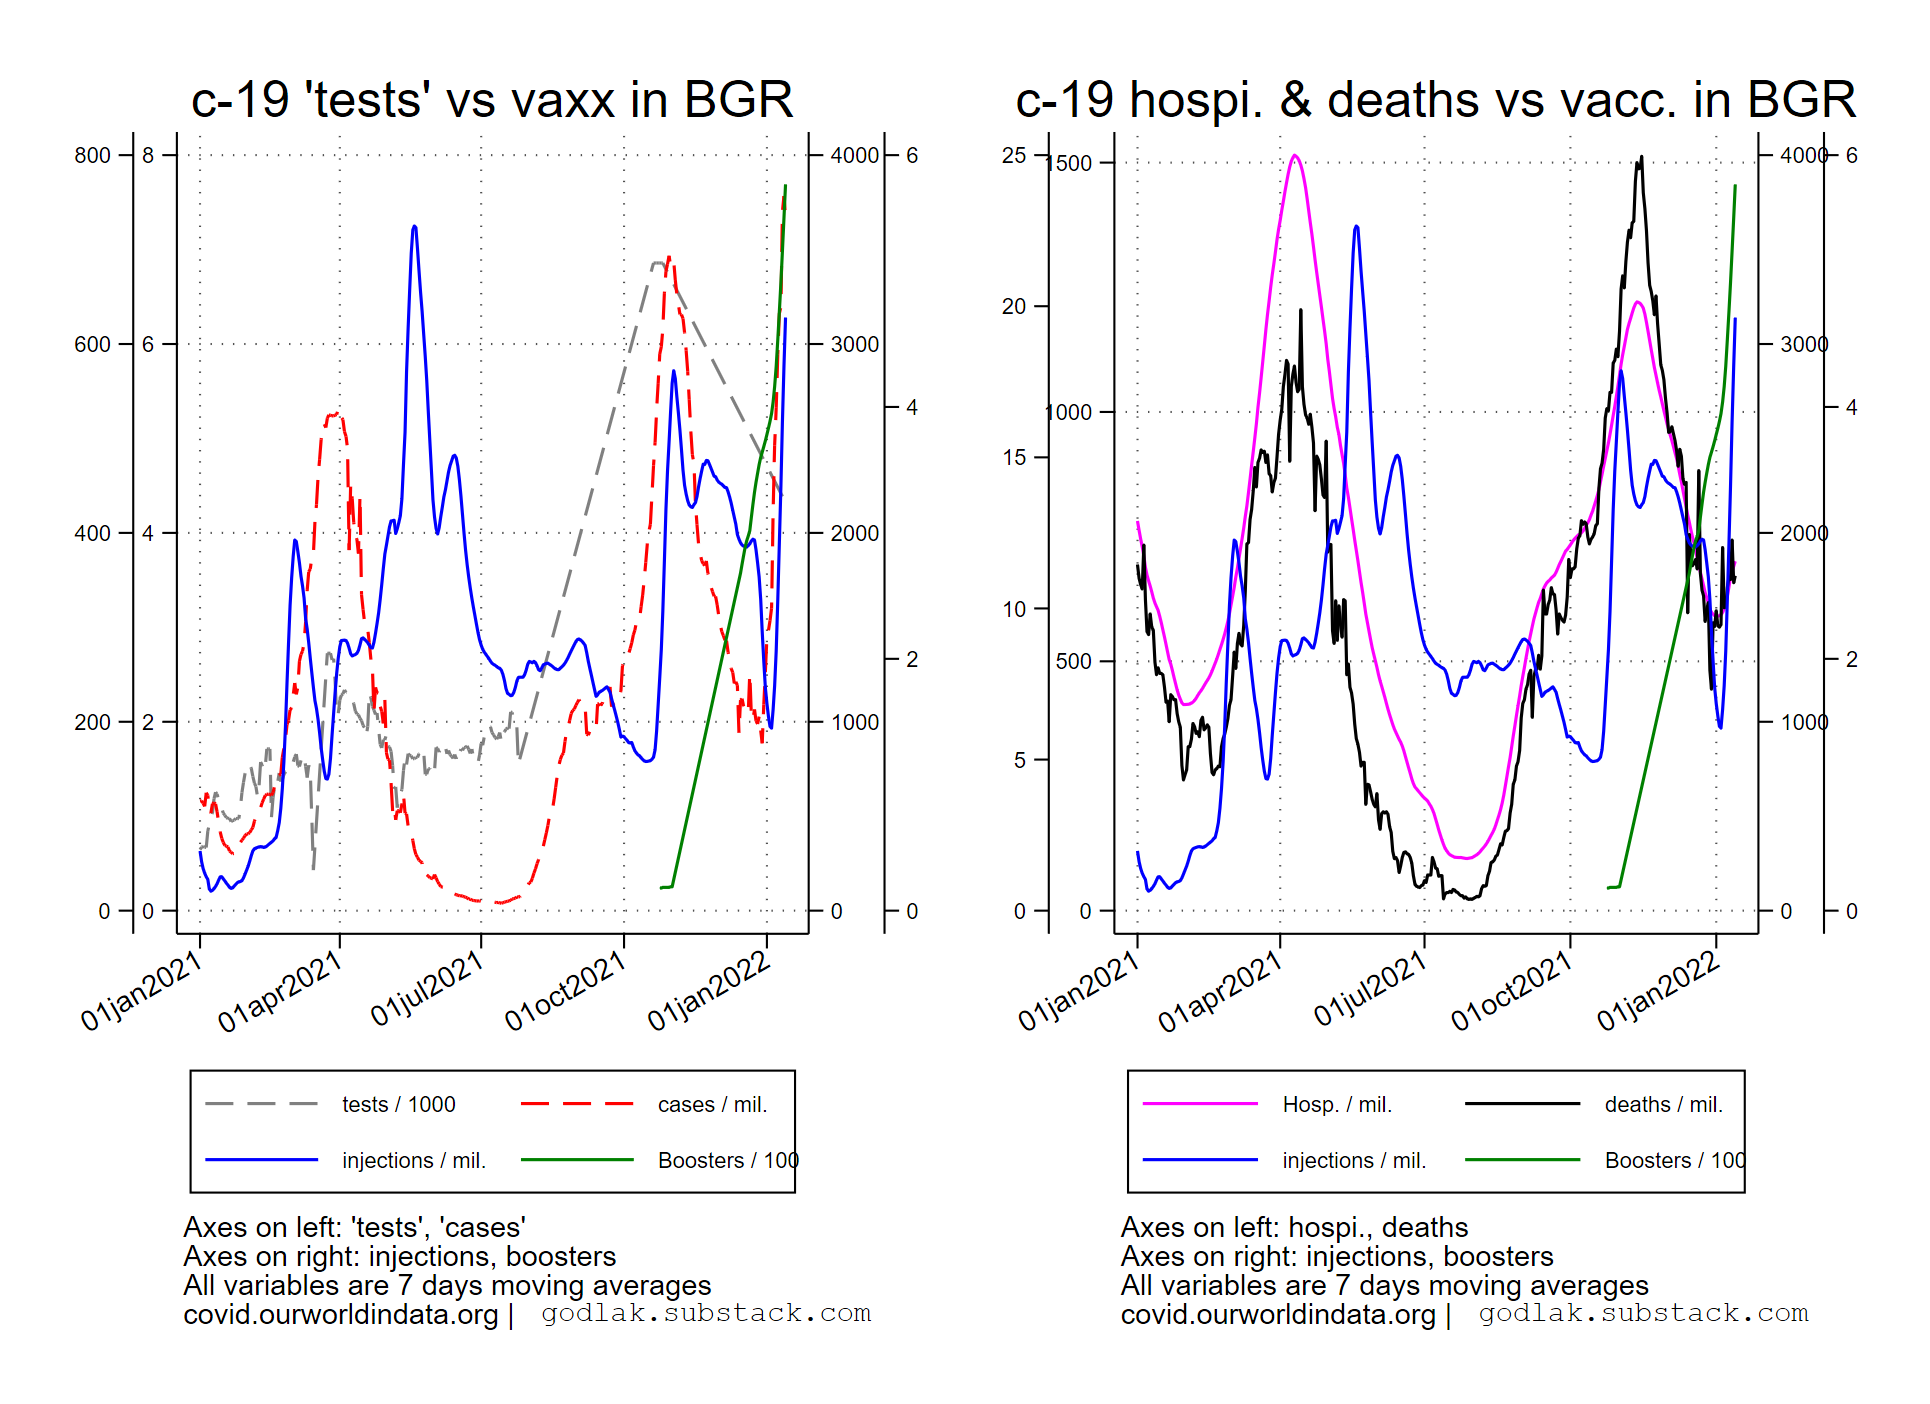 c-19 'tests' vs vaxx in BGR
800 8 4000 6
600 6 3000
4
400 4 2000
2
200 2 1000
0 0 0 0
01jan2021 01apr2021 01jul2021 01oct2021 01jan2022
tests / 1000 cases / mil.
injections / mil. Boosters / 100
Axes on left: 'tests', 'cases'
Axes on right: injections, boosters
All variables are 7 days moving averages
covid.ourworldindata.org | godlak.substack.com
c-19 hospi. & deaths vs vacc. in BGR
25 1500 4000 6
20 3000
1000 4
15 2000
10
500 2
5 1000
0 0 0 0
01jan2021 01apr2021 01jul2021 01oct2021 01jan2022
Hosp. / mil. deaths / mil.
injections / mil. Boosters / 100
Axes on left: hospi., deaths
Axes on right: injections, boosters
All variables are 7 days moving averages
covid.ourworldindata.org | godlak.substack.com